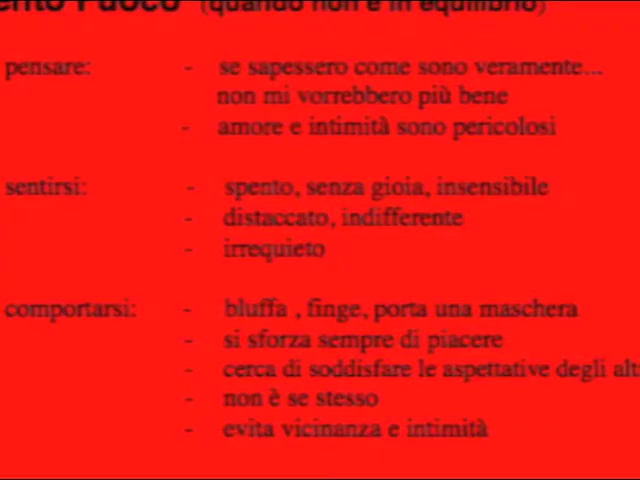 Fuoco (quando non è in equilibrio)
pensare: - se sapessero come sono veramente...
non mi vorrebbero più bene
- amore e intimità sono pericolosi
sentirsi: - spento, senza gioia, insensibile
- distaccato, indifferente
- irrequieto
comportarsi: - bluffa , finge, porta una maschera
- si sforza sempre di piacere
- cerca di soddisfare le aspettative degli
- non è se stesso
- evita vicinanza e intimità